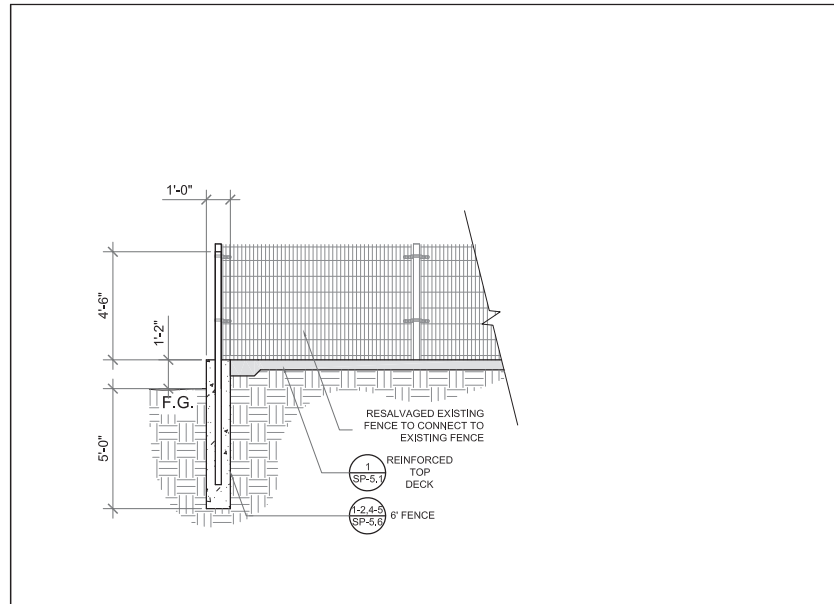 1'-0"
4'-6"
1'-2"
F.G.
5'-0"
RESALVAGED EXISTING
FENCE TO CONNECT TO
EXISTING FENCE
1
SP-5.1
REINFORCED
TOP
DECK
1-2,4-5
SP-5.6
6' FENCE